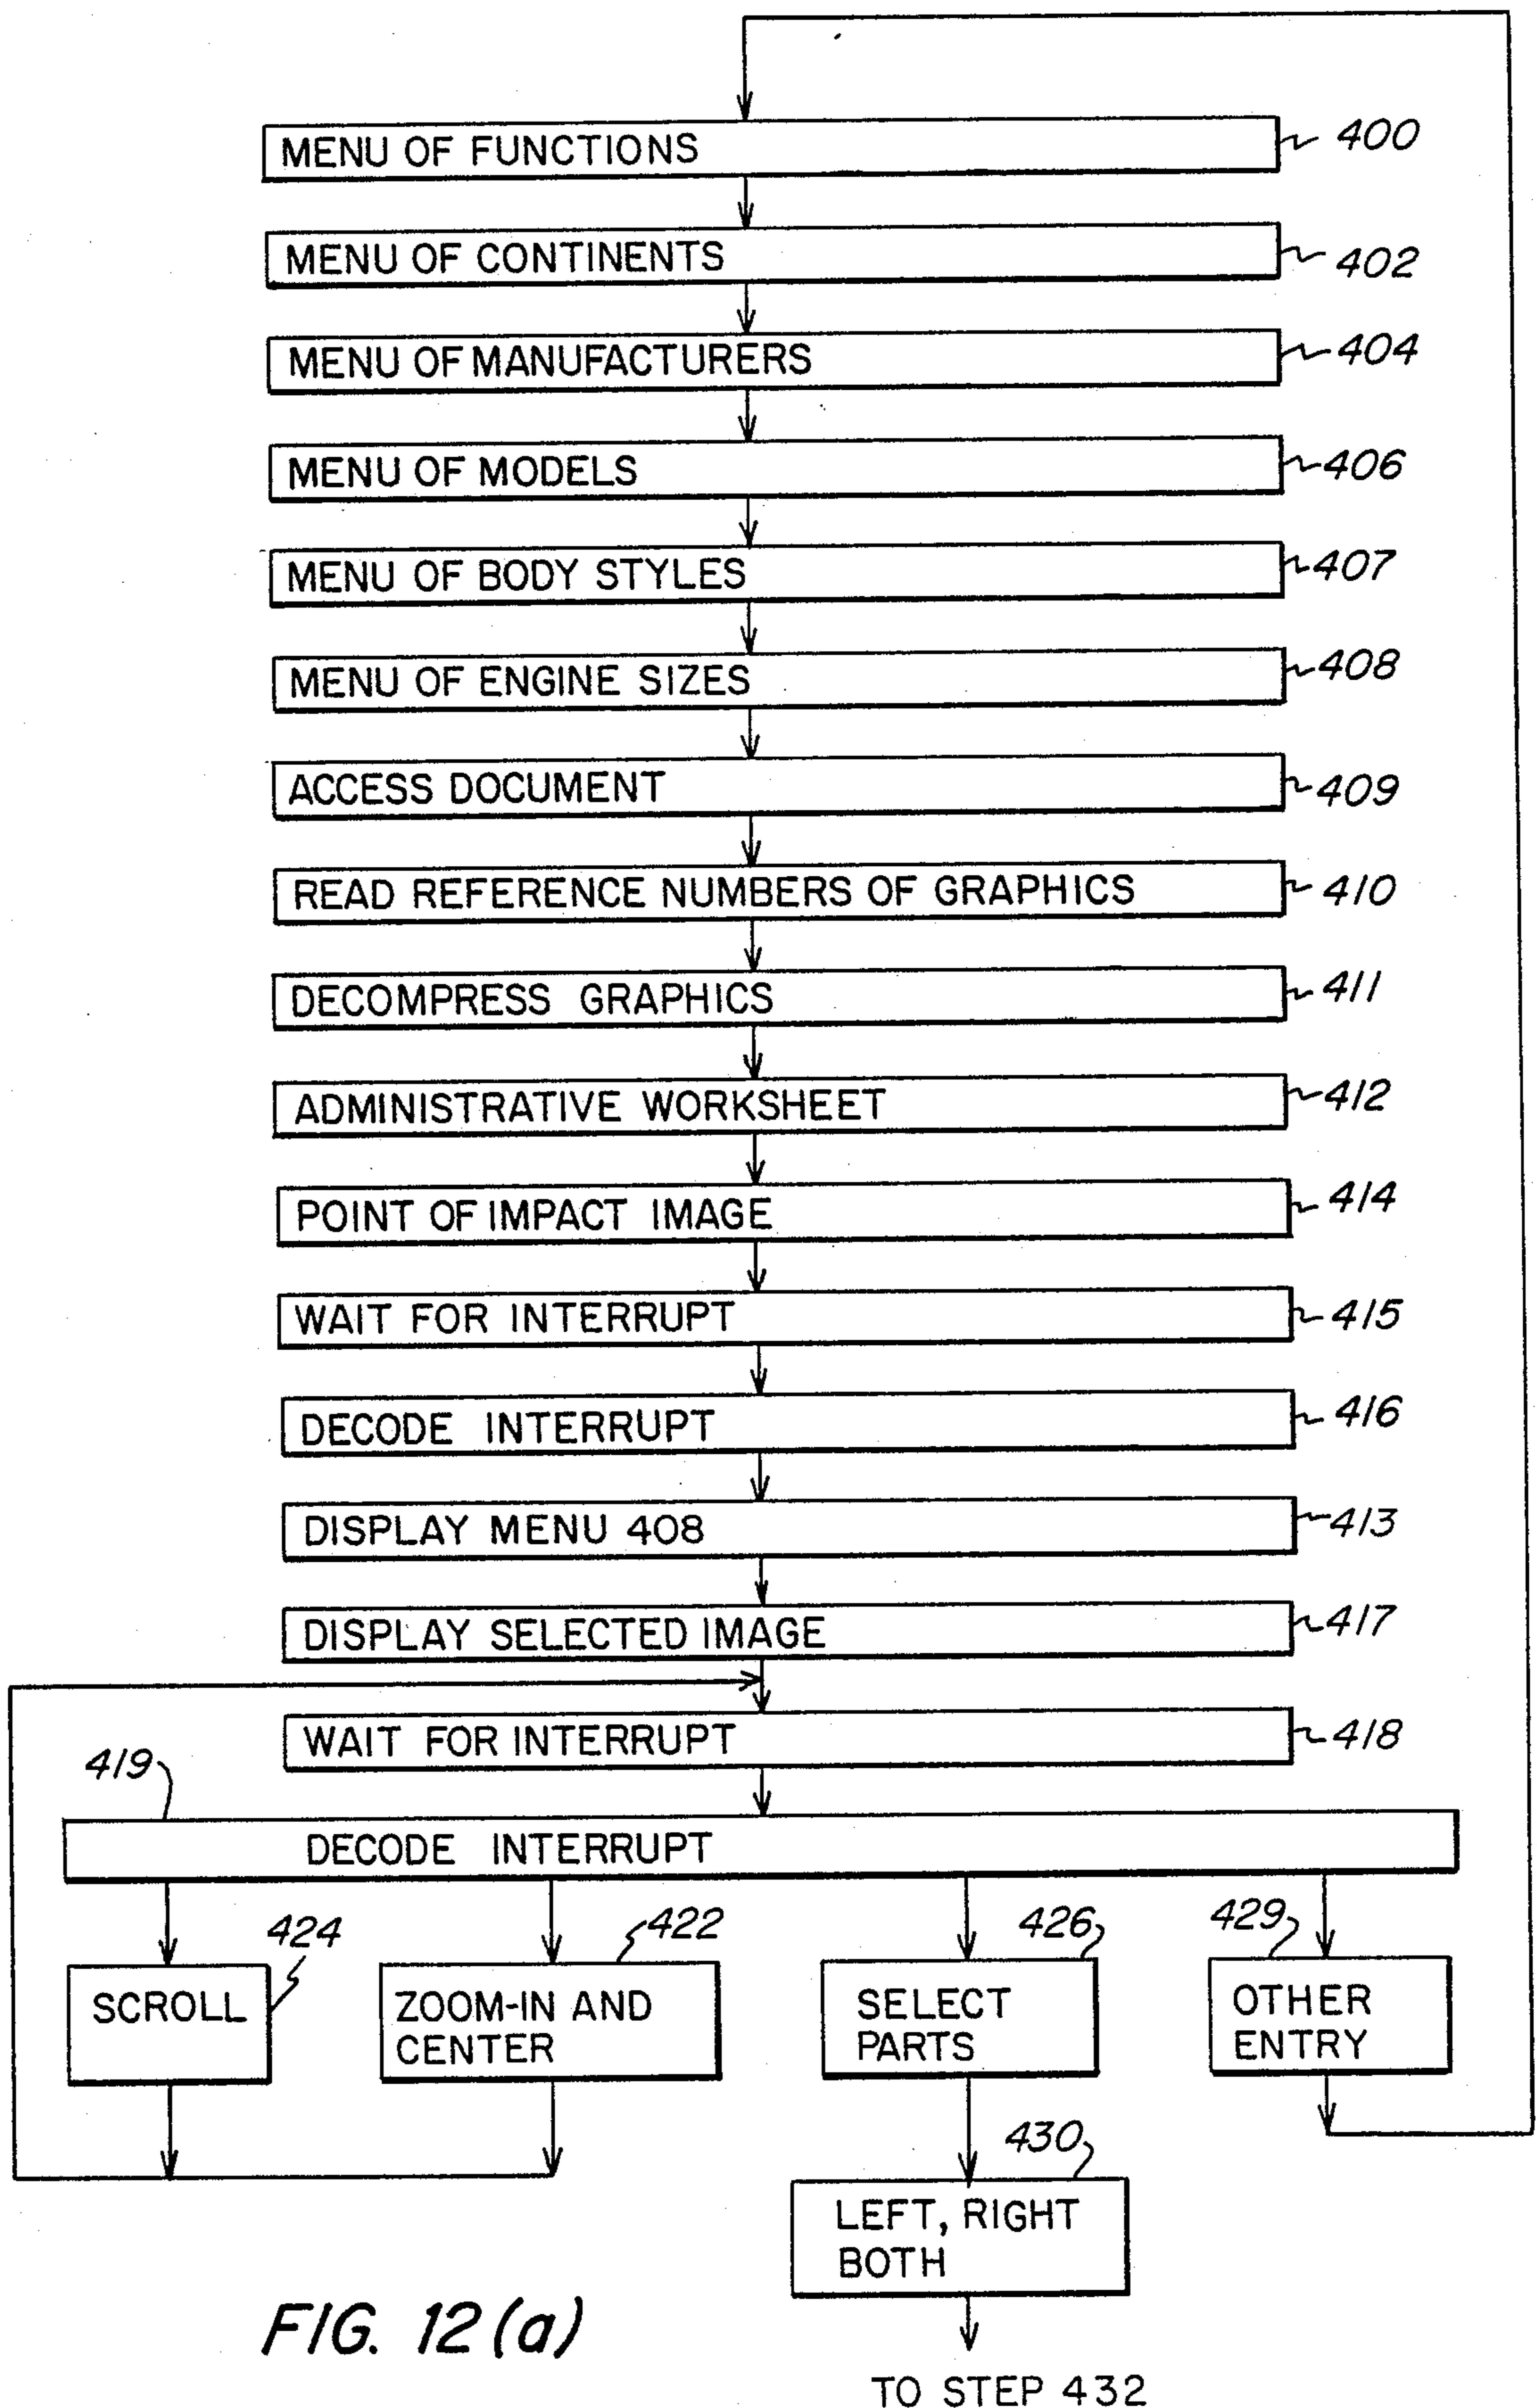 MENU OF FUNCTIONS 400
MENU OF CONTINENTS 402
MENU OF MANUFACTURERS 404
MENU OF MODELS 406
MENU OF BODY STYLES 407
MENU OF ENGINE SIZES 408
ACCESS DOCUMENT 409
READ REFERENCE NUMBERS OF GRAPHICS 410
DECOMPRESS GRAPHICS 411
ADMINISTRATIVE WORKSHEET 412
POINT OF IMPACT IMAGE 414
WAIT FOR INTERRUPT 415
DECODE INTERRUPT 416
DISPLAY MENU 408 413
DISPLAY SELECTED IMAGE 417
WAIT FOR INTERRUPT 418
419
DECODE INTERRUPT
424
422
426
429
SCROLL
ZOOM-IN AND
CENTER
SELECT
PARTS
OTHER
ENTRY
430
LEFT, RIGHT
BOTH
FIG. 12(a)
TO STEP 432